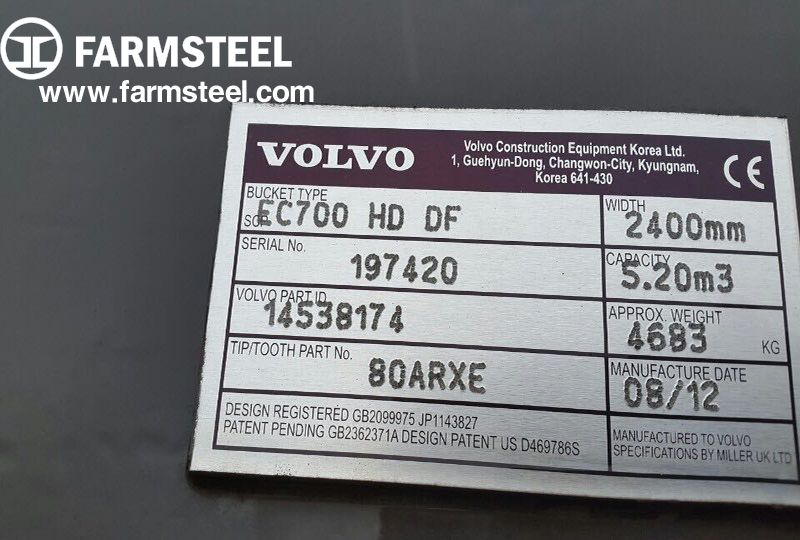 FARMSTEEL
www.farmsteel.com
VOLVO
Volvo Construction Equipment Korea Ltd.
1, Guehyun-Dong, Changwon-City, Kyungnam,
Korea 641-430
CE
BUCKET TYPE
EC700 HD DF
WIDTH
2400mm
SERIAL No.
197420
CAPACITY
5.20m3
VOLVO PART ID
14538174
APPROX. WEIGHT
4683 KG
TIP/TOOTH PART No.
80ARXE
MANUFACTURE DATE
08/12
DESIGN REGISTERED GB2099975 JP1143827
PATENT PENDING GB2362371A DESIGN PATENT US D469786S
MANUFACTURED TO VOLVO
SPECIFICATIONS BY MILLER UK LTD